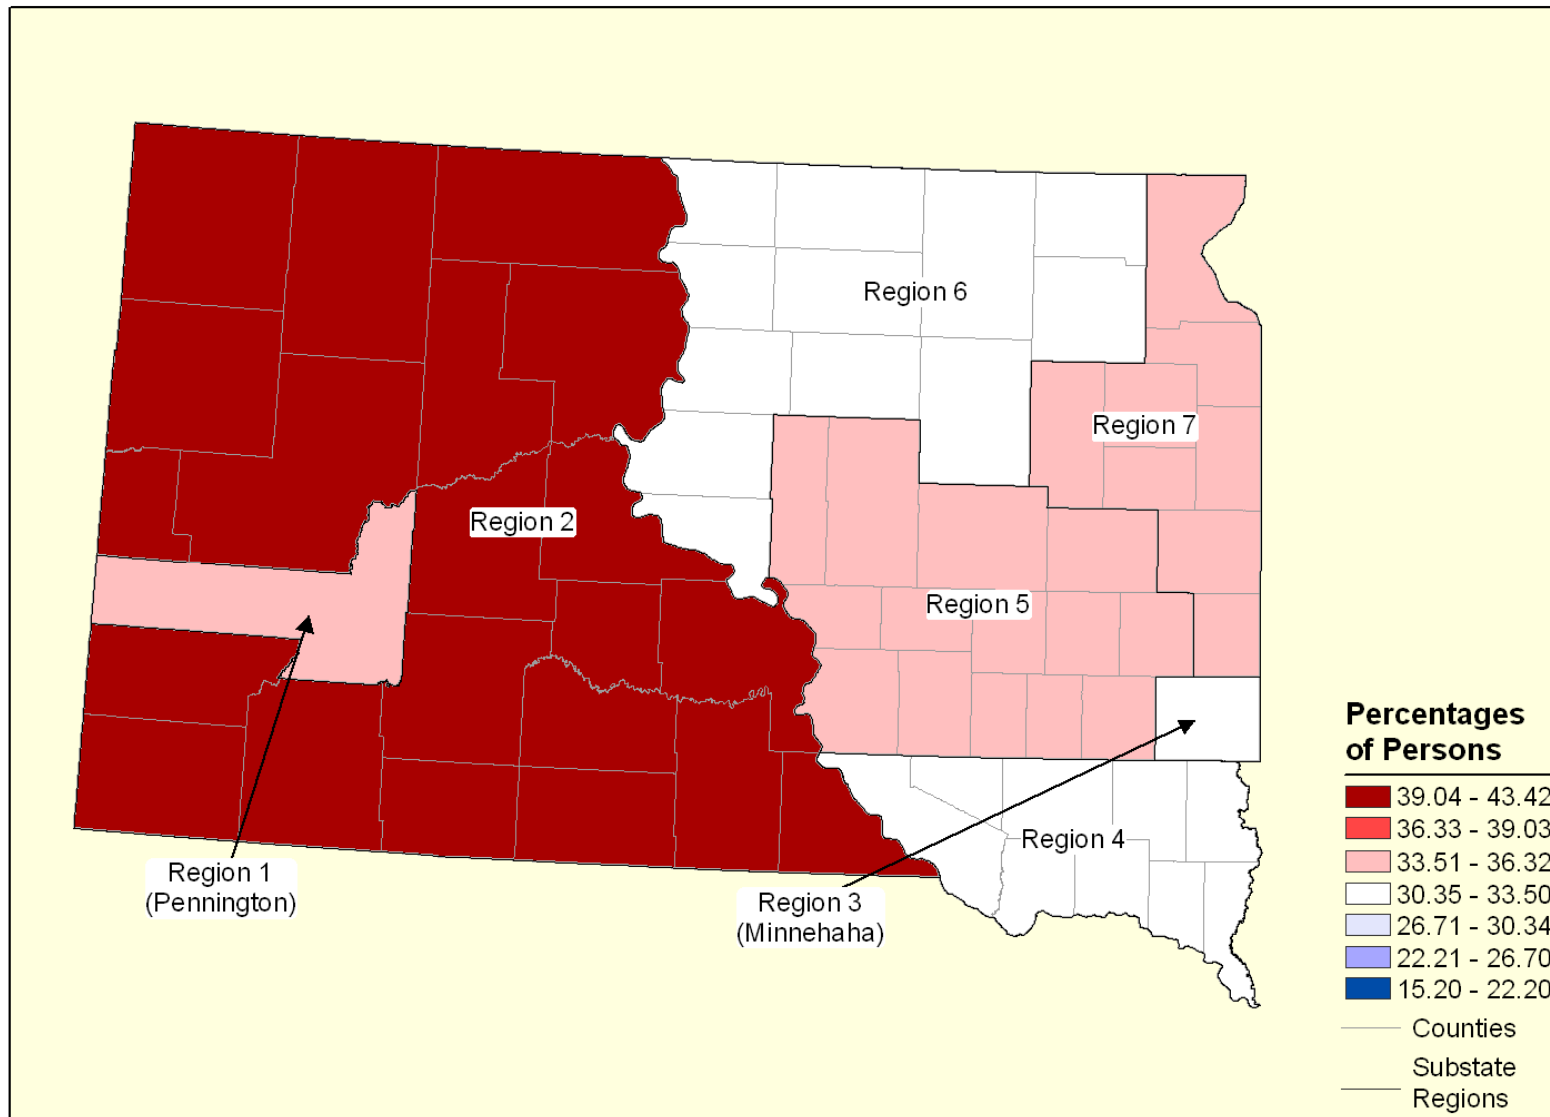 Region 6
Region 7
Region 2
Region 5
Region 4
Region 1
(Pennington)
Region 3
(Minnehaha)
Percentages
of Persons
39.04 - 43.42
36.33 - 39.03
33.51 - 36.32
30.35 - 33.50
26.71 - 30.34
22.21 - 26.70
15.20 - 22.20
Counties
Substate
Regions